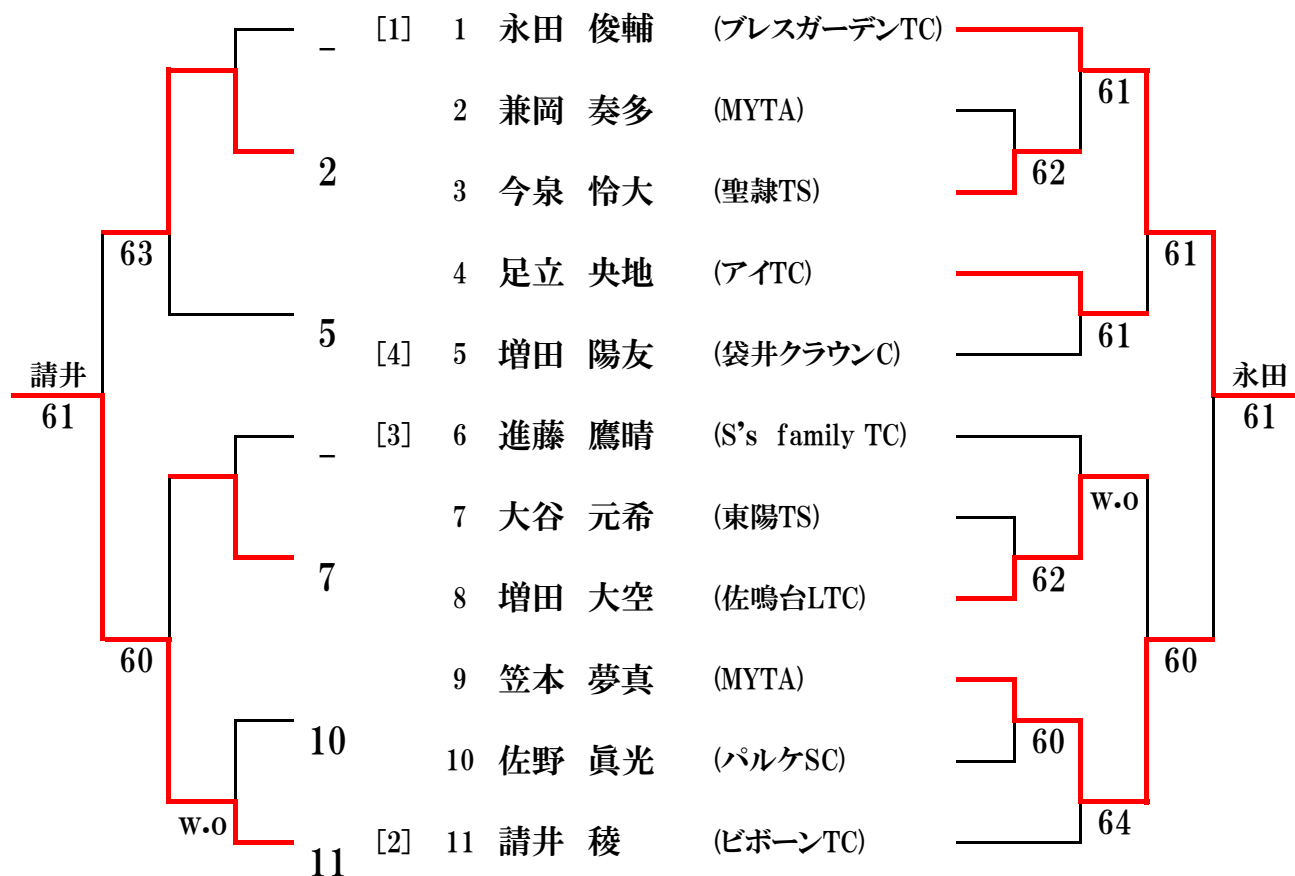 – [1] 1 永田 俊輔 (ブレスガーデンTC)
61
2 兼岡 奏多 (MYTA)
2
62
3 今泉 怜大 (聖隷TS)
63
61
4 足立 央地 (アイTC)
5
61
[4] 5 増田 陽友 (袋井クラウンC)
請井
永田
61
61
– [3] 6 進藤 鷹晴 (S's family TC)
w.o
7 大谷 元希 (東陽TS)
7
62
8 増田 大空 (佐鳴台LTC)
60
60
9 笠本 夢真 (MYTA)
10
60
10 佐野 眞光 (パルケSC)
w.o
64
11 [2] 11 請井 稜 (ビボーンTC)